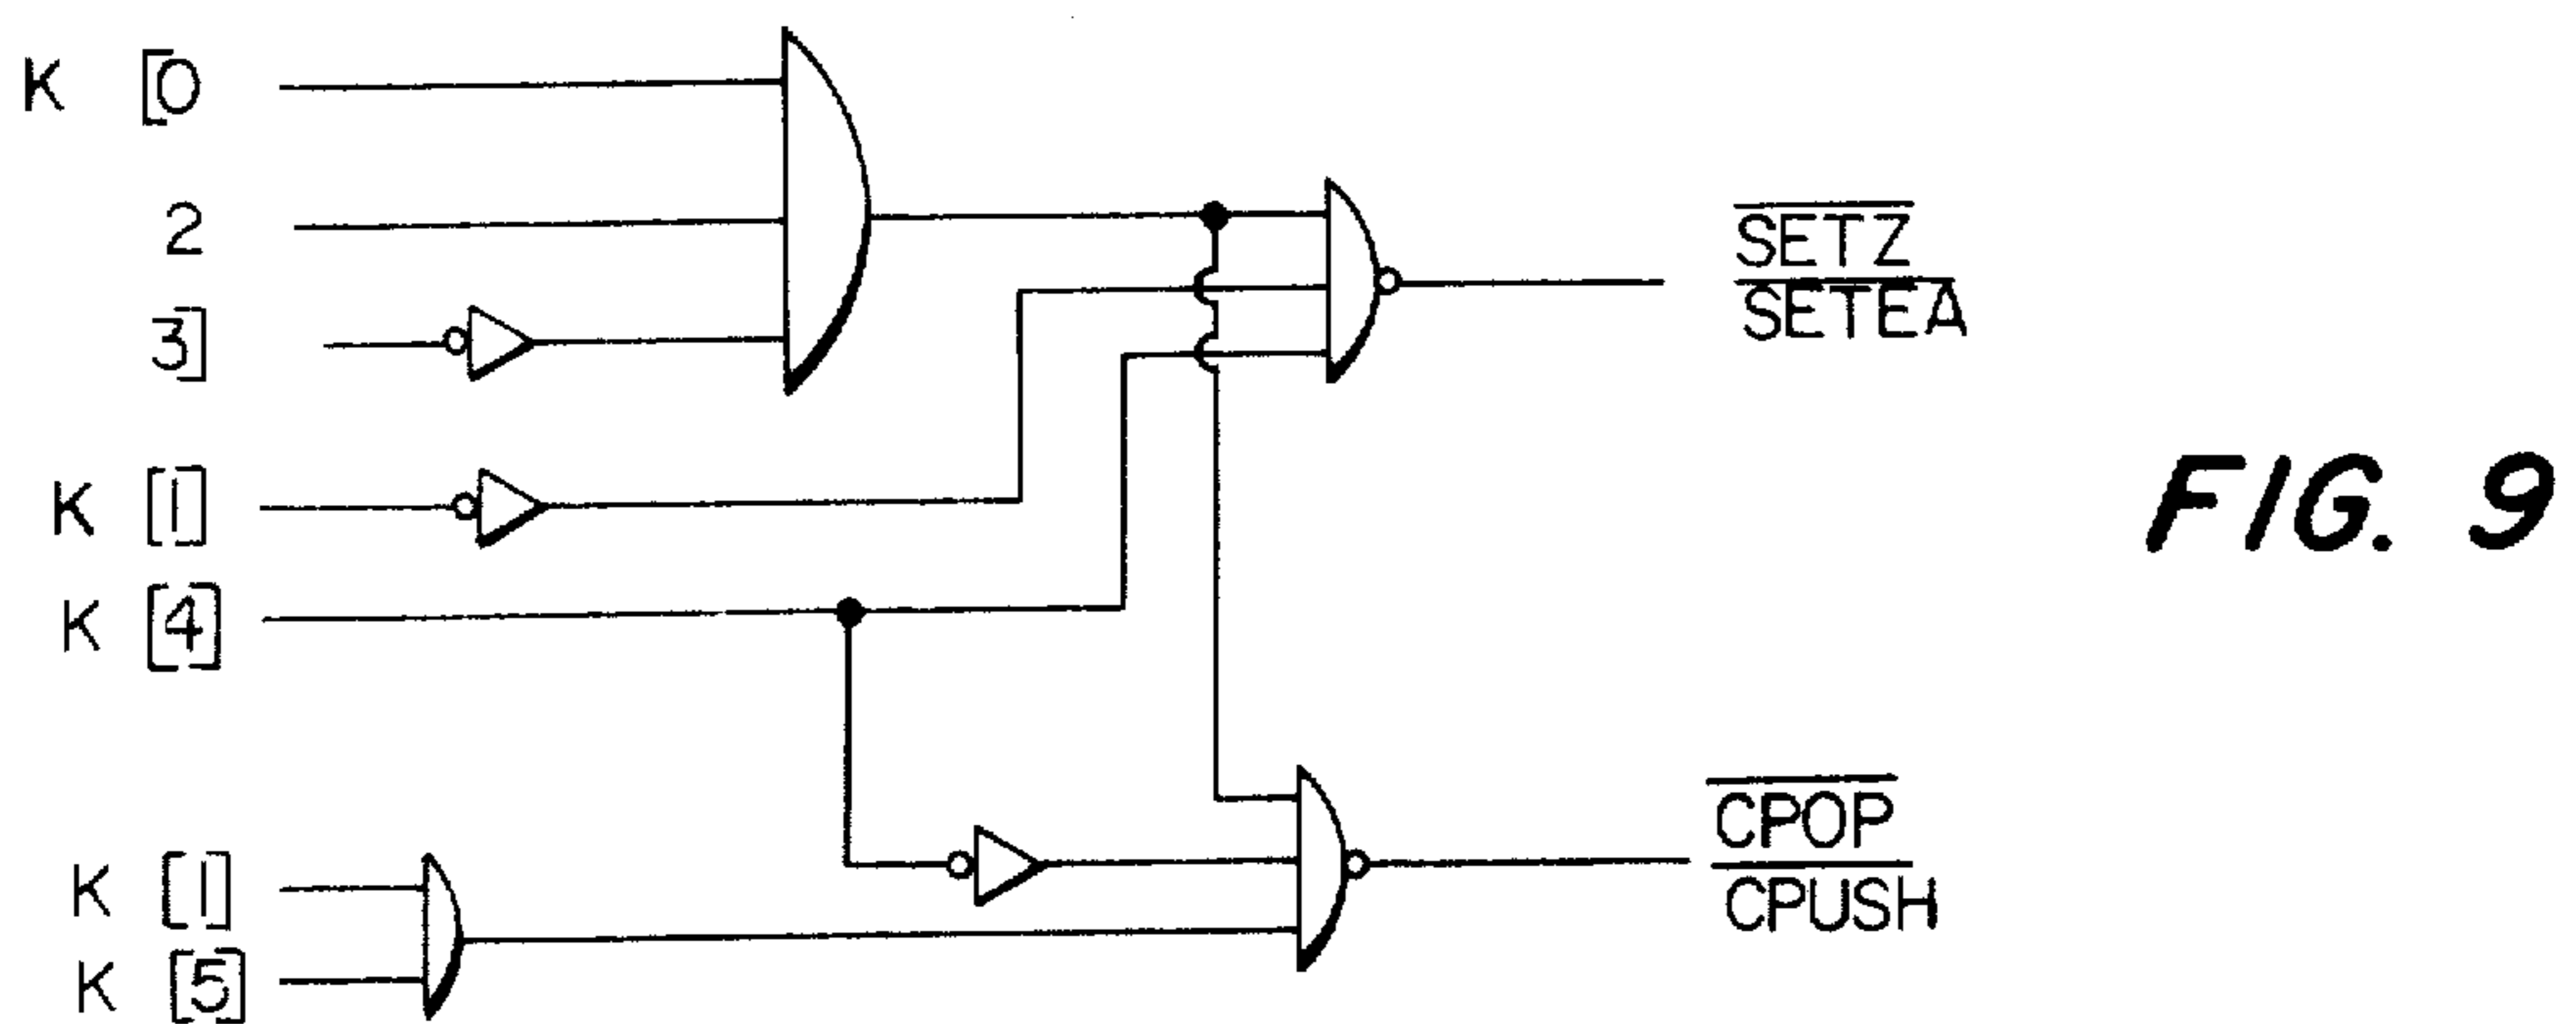 K [0
2
3]
K [1]
K [4]
K [1]
K [5]
SETZ
SETEA
CPOP
CPUSH
FIG. 9